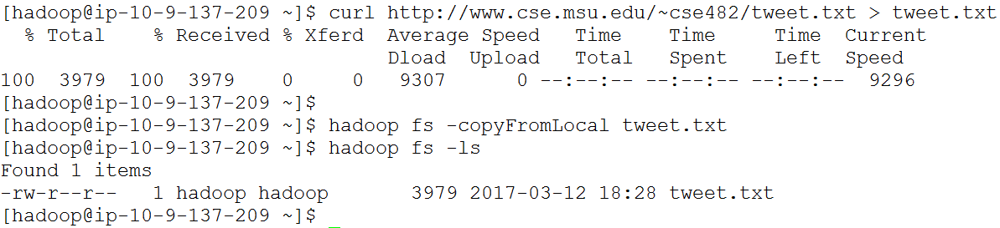 [hadoop@ip-10-9-137-209 ~]$ curl http://www.cse.msu.edu/~cse482/tweet.txt > tweet.txt
  % Total    % Received % Xferd  Average Speed   Time    Time     Time  Current
                                 Dload  Upload   Total   Spent    Left  Speed
100  3979  100  3979    0     0   9307      0 --:--:-- --:--:-- --:--:--  9296
[hadoop@ip-10-9-137-209 ~]$
[hadoop@ip-10-9-137-209 ~]$ hadoop fs -copyFromLocal tweet.txt
[hadoop@ip-10-9-137-209 ~]$ hadoop fs -ls
Found 1 items
-rw-r--r--   1 hadoop hadoop       3979 2017-03-12 18:28 tweet.txt
[hadoop@ip-10-9-137-209 ~]$